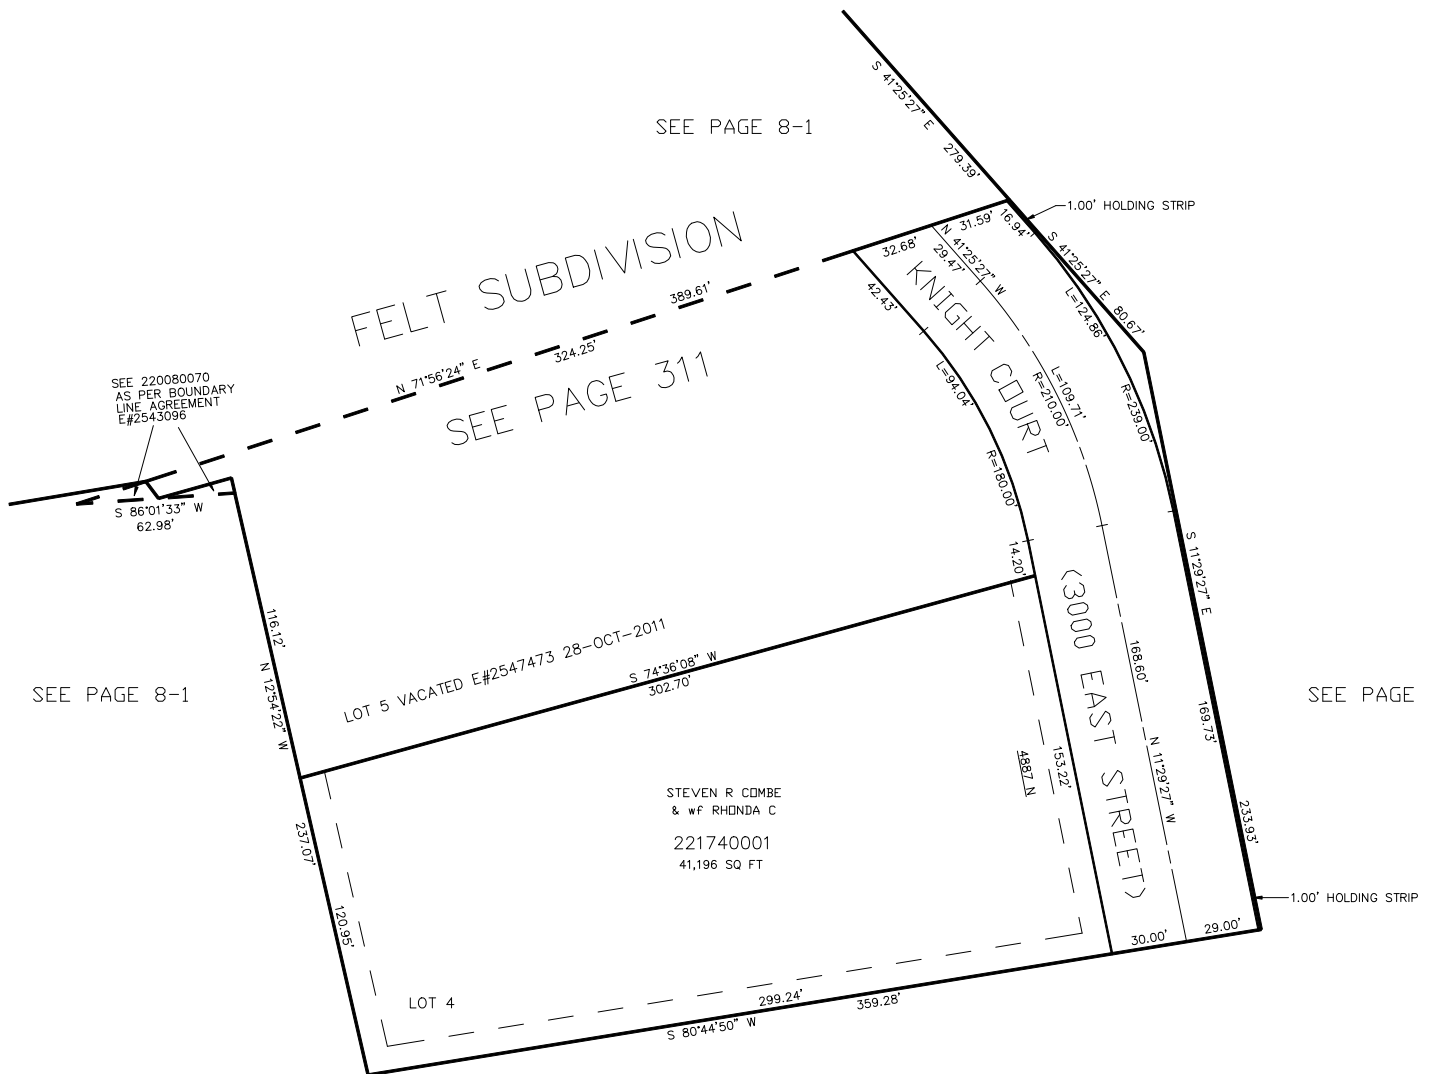 S 41°25'27" E
279.39'
SEE PAGE 8-1
1.00' HOLDING STRIP
31.59'
16.94'
32.68'
N 41°25'27" W
29.47'
S 41°25'27" E 80.67'
FELT SUBDIVISION
389.61'
N 71°56'24" E
324.25'
SEE PAGE 311
42.43'
KNIGHT COURT
L=124.86'
R=239.00'
L=109.71'
R=210.00'
L=94.04'
R=180.00'
SEE 220080070
AS PER BOUNDARY
LINE AGREEMENT
E#2543096
S 86°01'33" W
62.98'
14.20'
S 11°29'27" E
116.12'
N 12°54'22" W
LOT 5 VACATED E#2547473 28-OCT-2011
S 74°36'08" W
302.70'
(3000 EAST STREET)
168.60'
SEE PAGE 8-1
SEE PAGE
169.73'
N 11°29'27" W
153.22'
4887 N
STEVEN R COMBE
& wf RHONDA C
221740001
41,196 SQ FT
237.07'
233.93'
120.95'
1.00' HOLDING STRIP
30.00'
29.00'
LOT 4
299.24'
359.28'
S 80°44'50" W